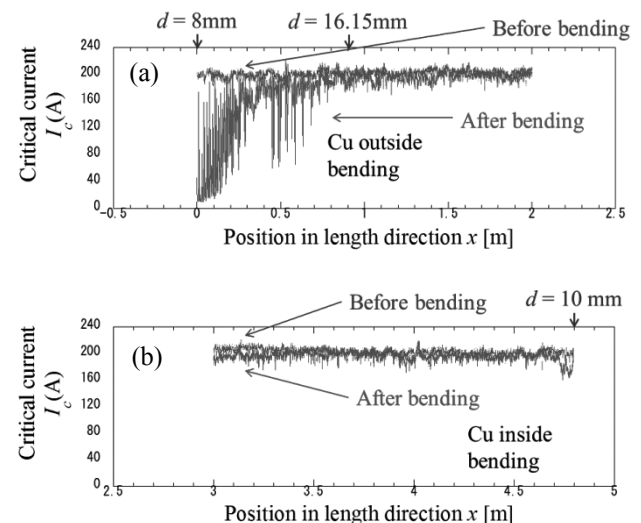 d = 8mm
d = 16.15mm
Critical current
I_c (A)
240
200
160
120
80
40
0
(a)
Before bending
After bending
Cu outside
bending
-0.5
0
0.5
1
1.5
2
2.5
Position in length direction x [m]
d = 10 mm
Critical current
I_c (A)
240
200
160
120
80
40
0
(b)
Before bending
After bending
Cu inside
bending
2.5
3
3.5
4
4.5
5
Position in length direction x [m]